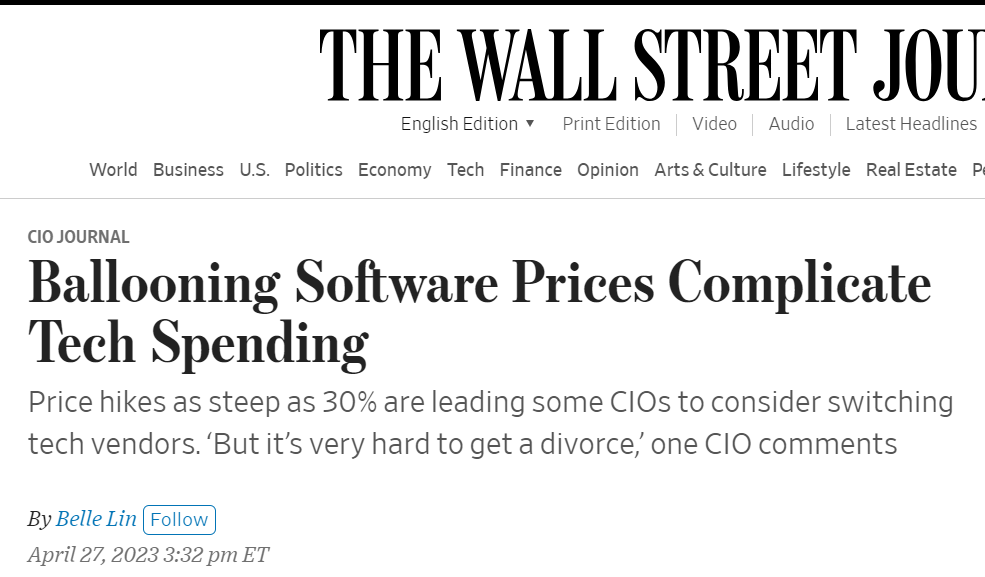 THE WALL STREET JOU
English Edition ▼ Print Edition | Video | Audio | Latest Headlines
World Business U.S. Politics Economy Tech Finance Opinion Arts & Culture Lifestyle Real Estate
CIO JOURNAL
Ballooning Software Prices Complicate
Tech Spending
Price hikes as steep as 30% are leading some CIOs to consider switching
tech vendors. ‘But it’s very hard to get a divorce,’ one CIO comments
By Belle Lin Follow
April 27, 2023 3:32 pm ET